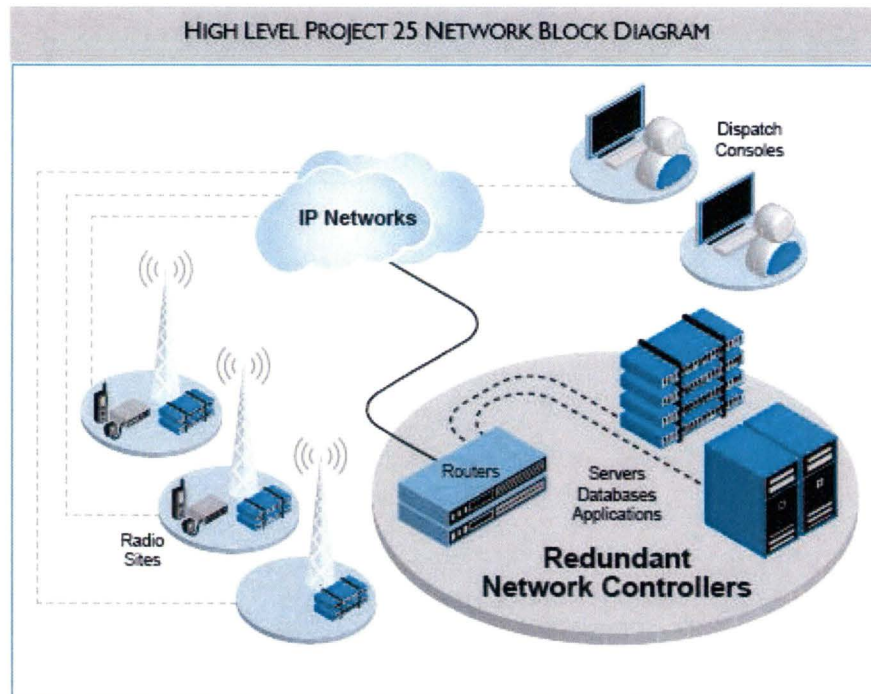 HIGH LEVEL PROJECT 25 NETWORK BLOCK DIAGRAM
Dispatch
Consoles
IP Networks
Routers
Servers
Databases
Applications
Redundant
Network Controllers
Radio
Sites